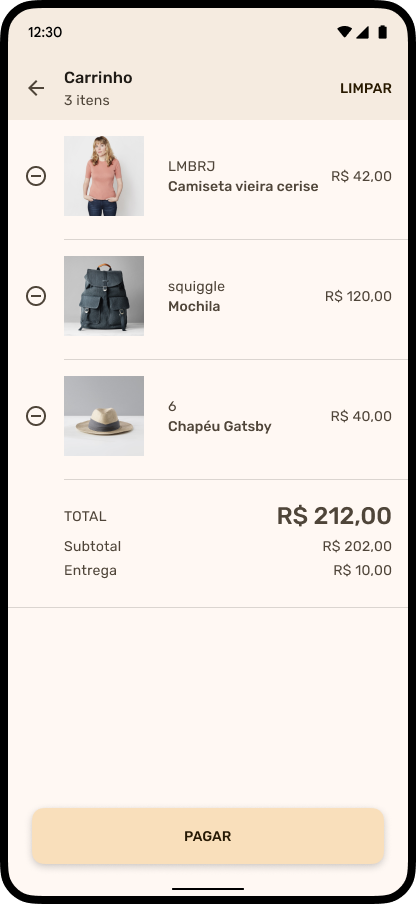 12:30
Carrinho
3 itens
LIMPAR
LMBRJ
Camiseta vieira cerise
R$ 42,00
squiggle
Mochila
R$ 120,00
6
Chapéu Gatsby
R$ 40,00
TOTAL R$ 212,00
Subtotal R$ 202,00
Entrega R$ 10,00
PAGAR